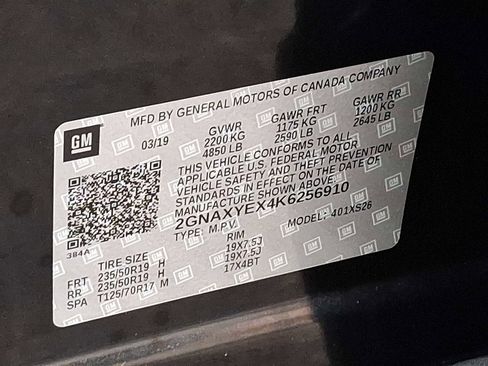 GM
MFD BY GENERAL MOTORS OF CANADA COMPANY
03/19 GVWR GAWR FRT GAWR RR
2200 KG 1175 KG 1200 KG
4850 LB 2590 LB 2645 LB
THIS VEHICLE CONFORMS TO ALL
APPLICABLE U.S. FEDERAL MOTOR
VEHICLE SAFETY AND THEFT PREVENTION
STANDARDS IN EFFECT ON THE DATE OF
MANUFACTURE SHOWN ABOVE
2GNAXYEX4K6256910
TYPE: M.P.V. MODEL: 401XS26
384A
TIRE SIZE RIM
FRT 235/50R19 H 19X7.5J
RR 235/50R19 H 19X7.5J
SPA T125/70R17 M 17X4BT